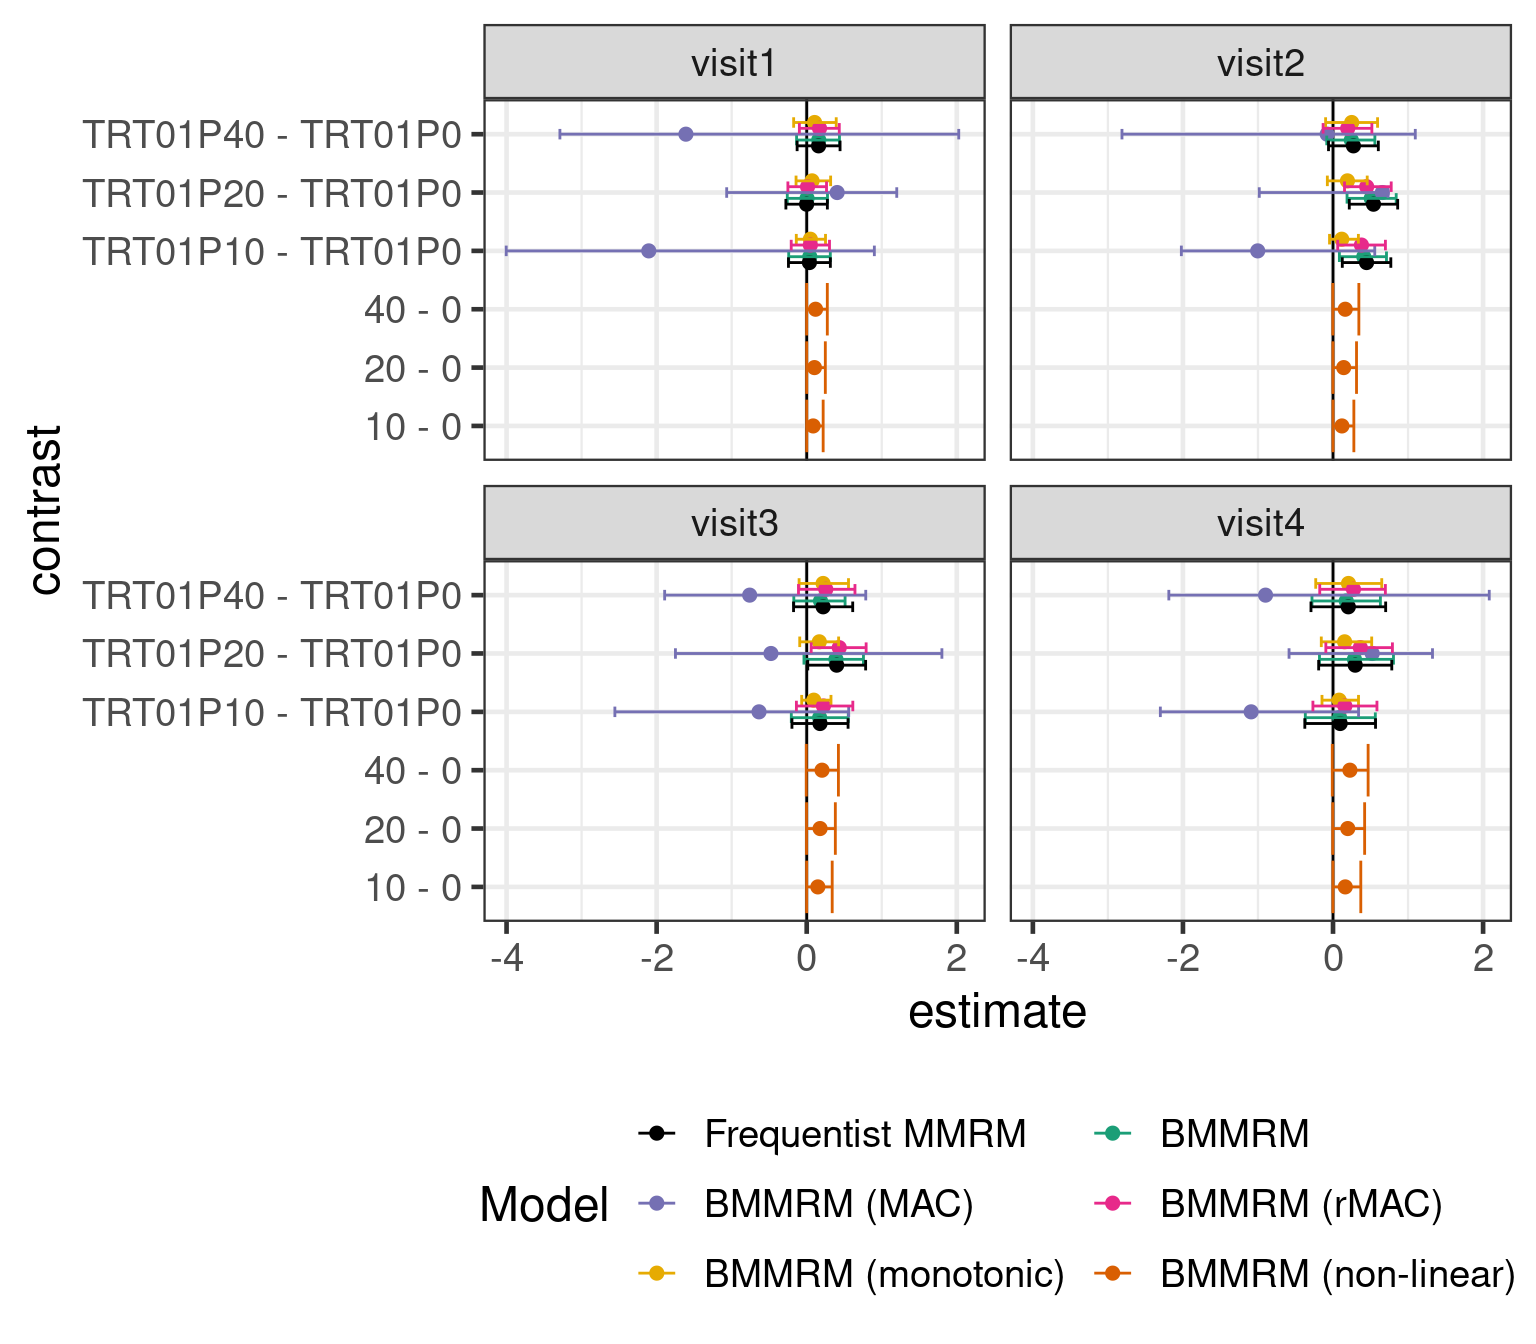 visit1
visit2
TRT01P40 - TRT01P0
TRT01P20 - TRT01P0
TRT01P10 - TRT01P0
40 - 0
20 - 0
10 - 0
contrast
visit3
visit4
TRT01P40 - TRT01P0
TRT01P20 - TRT01P0
TRT01P10 - TRT01P0
40 - 0
20 - 0
10 - 0
-4 -2 0 2 -4 -2 0 2
estimate
Model
Frequentist MMRM
BMMRM
BMMRM (MAC)
BMMRM (rMAC)
BMMRM (monotonic)
BMMRM (non-linear)